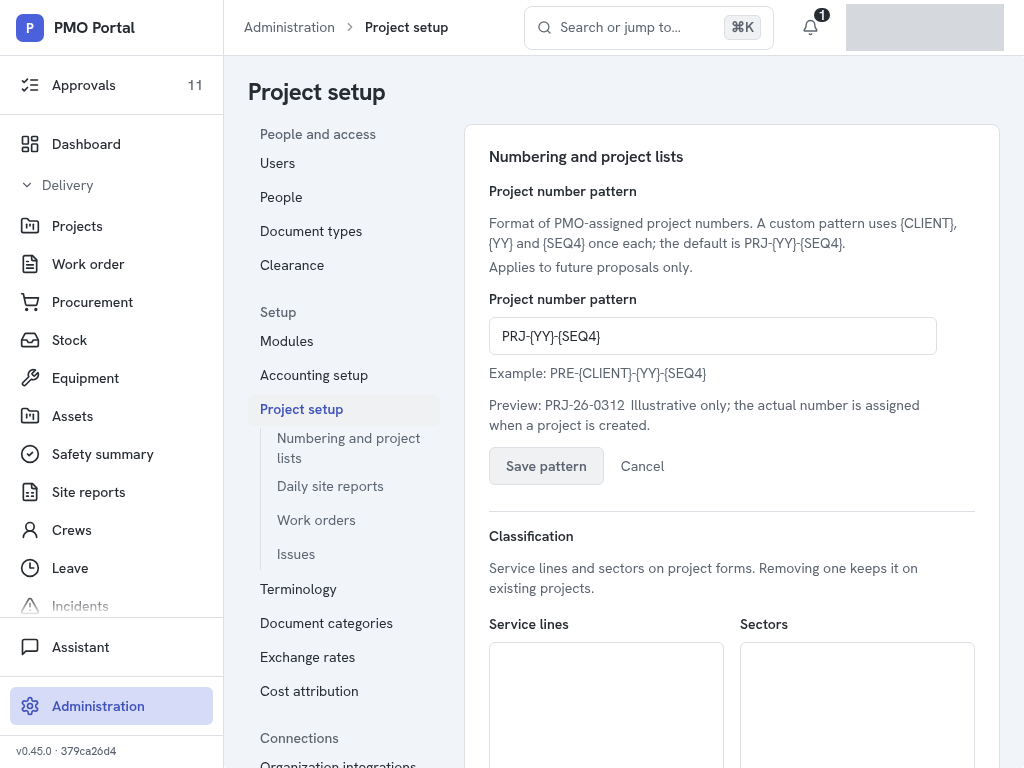 P PMO Portal
Administration > Project setup
Search or jump to... ⌘K
1
Approvals 11
Dashboard
Delivery
Projects
Work order
Procurement
Stock
Equipment
Assets
Safety summary
Site reports
Crews
Leave
Incidents
Assistant
Administration
v0.45.0 · 379ca26d4
Project setup
People and access
Users
People
Document types
Clearance
Setup
Modules
Accounting setup
Project setup
Numbering and project
lists
Daily site reports
Work orders
Issues
Terminology
Document categories
Exchange rates
Cost attribution
Connections
Organization integrations
Numbering and project lists
Project number pattern
Format of PMO-assigned project numbers. A custom pattern uses {CLIENT},
{YY} and {SEQ4} once each; the default is PRJ-{YY}-{SEQ4}.
Applies to future proposals only.
Project number pattern
PRJ-{YY}-{SEQ4}
Example: PRE-{CLIENT}-{YY}-{SEQ4}
Preview: PRJ-26-0312 Illustrative only; the actual number is assigned
when a project is created.
Save pattern Cancel
Classification
Service lines and sectors on project forms. Removing one keeps it on
existing projects.
Service lines Sectors